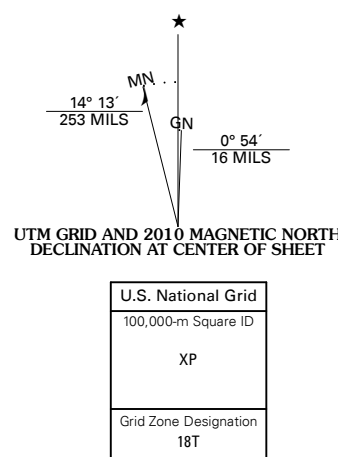 ★
MN
14° 13´
253 MILS
GN
0° 54´
16 MILS
UTM GRID AND 2010 MAGNETIC NORTH
DECLINATION AT CENTER OF SHEET
U.S. National Grid
100,000-m Square ID
XP
Grid Zone Designation
18T